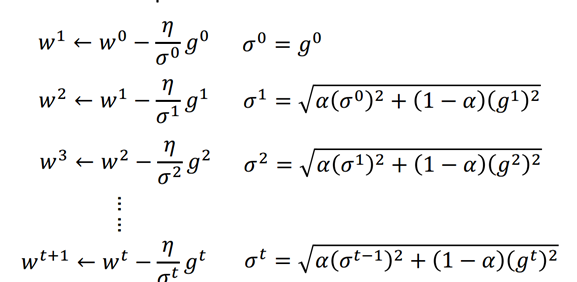 w¹ ← w⁰ − η/σ⁰ g⁰    σ⁰ = g⁰
w² ← w¹ − η/σ¹ g¹    σ¹ = √(α(σ⁰)² + (1 − α)(g¹)²)
w³ ← w² − η/σ² g²    σ² = √(α(σ¹)² + (1 − α)(g²)²)
⋮
⋮
wᵗ⁺¹ ← wᵗ − η/σᵗ gᵗ    σᵗ = √(α(σᵗ⁻¹)² + (1 − α)(gᵗ)²)